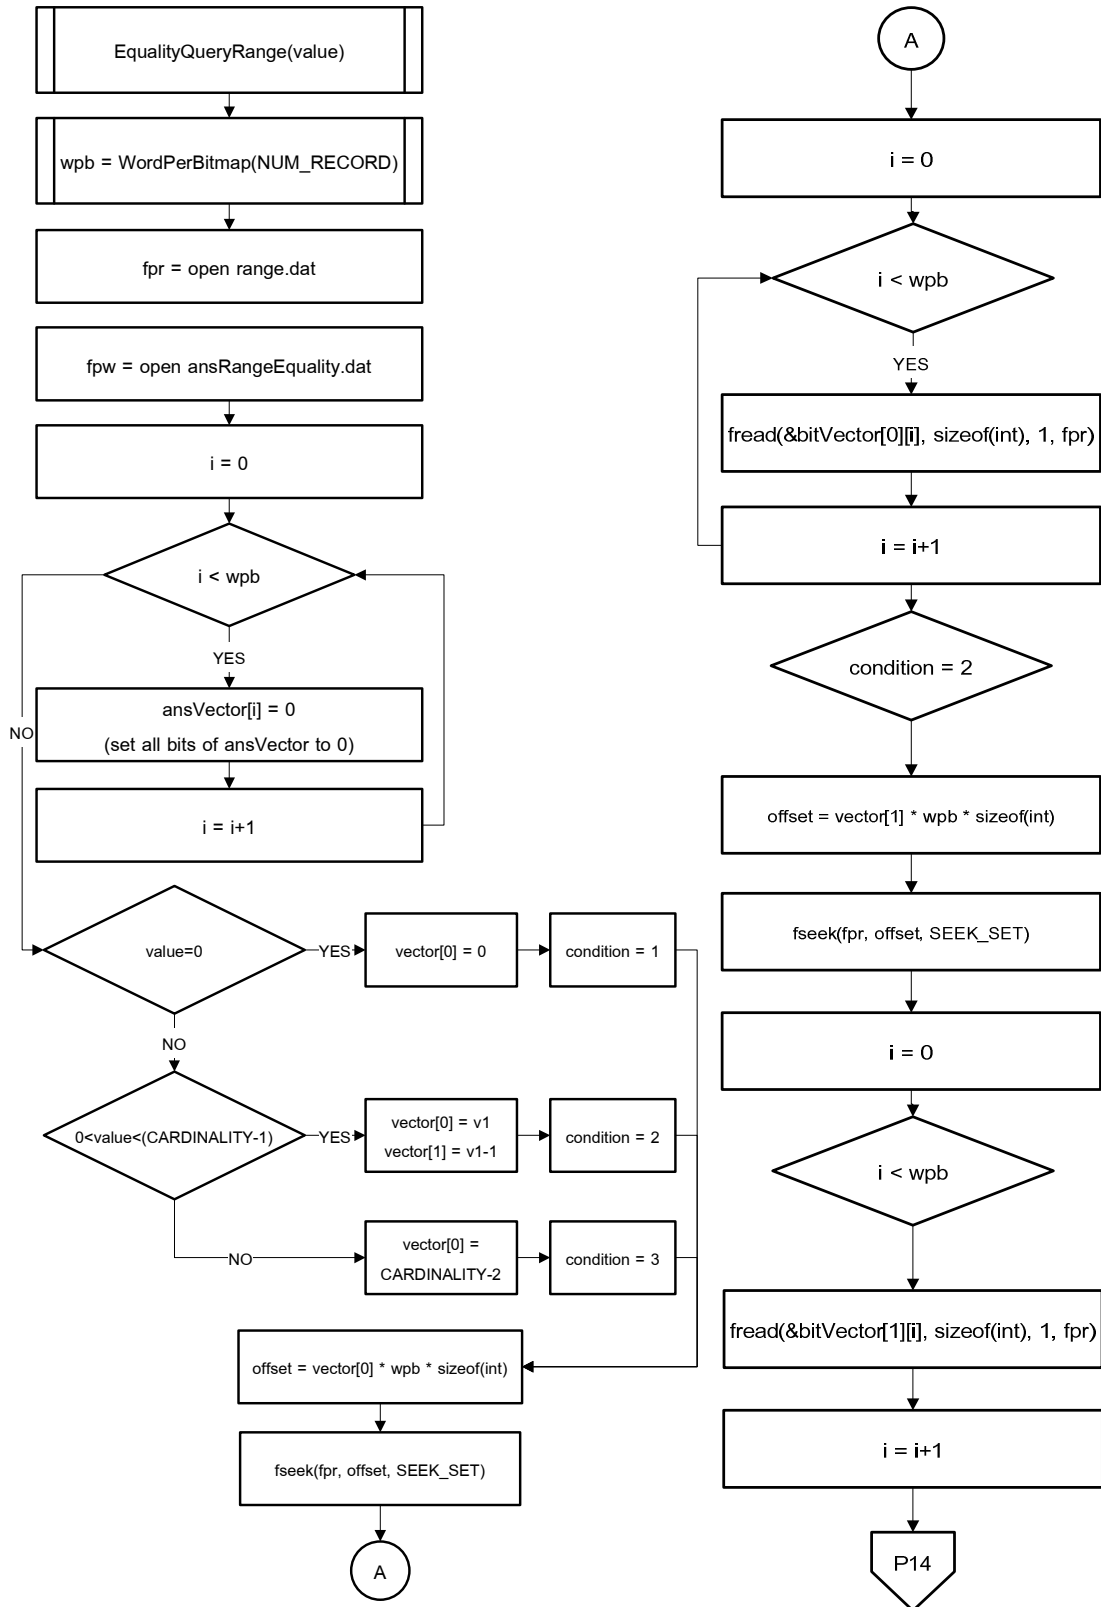 EqualityQueryRange(value)
wpb = WordPerBitmap(NUM_RECORD)
fpr = open range.dat
fpw = open ansRangeEquality.dat
i = 0
i < wpb
YES
NO
ansVector[i] = 0
(set all bits of ansVector to 0)
i = i+1
value=0
YES
vector[0] = 0
condition = 1
NO
0<value<(CARDINALITY-1)
YES
vector[0] = v1
vector[1] = v1-1
condition = 2
NO
vector[0] =
CARDINALITY-2
condition = 3
offset = vector[0] * wpb * sizeof(int)
fseek(fpr, offset, SEEK_SET)
A
A
i = 0
i < wpb
YES
fread(&bitVector[0][i], sizeof(int), 1, fpr)
i = i+1
condition = 2
offset = vector[1] * wpb * sizeof(int)
fseek(fpr, offset, SEEK_SET)
i = 0
i < wpb
fread(&bitVector[1][i], sizeof(int), 1, fpr)
i = i+1
P14